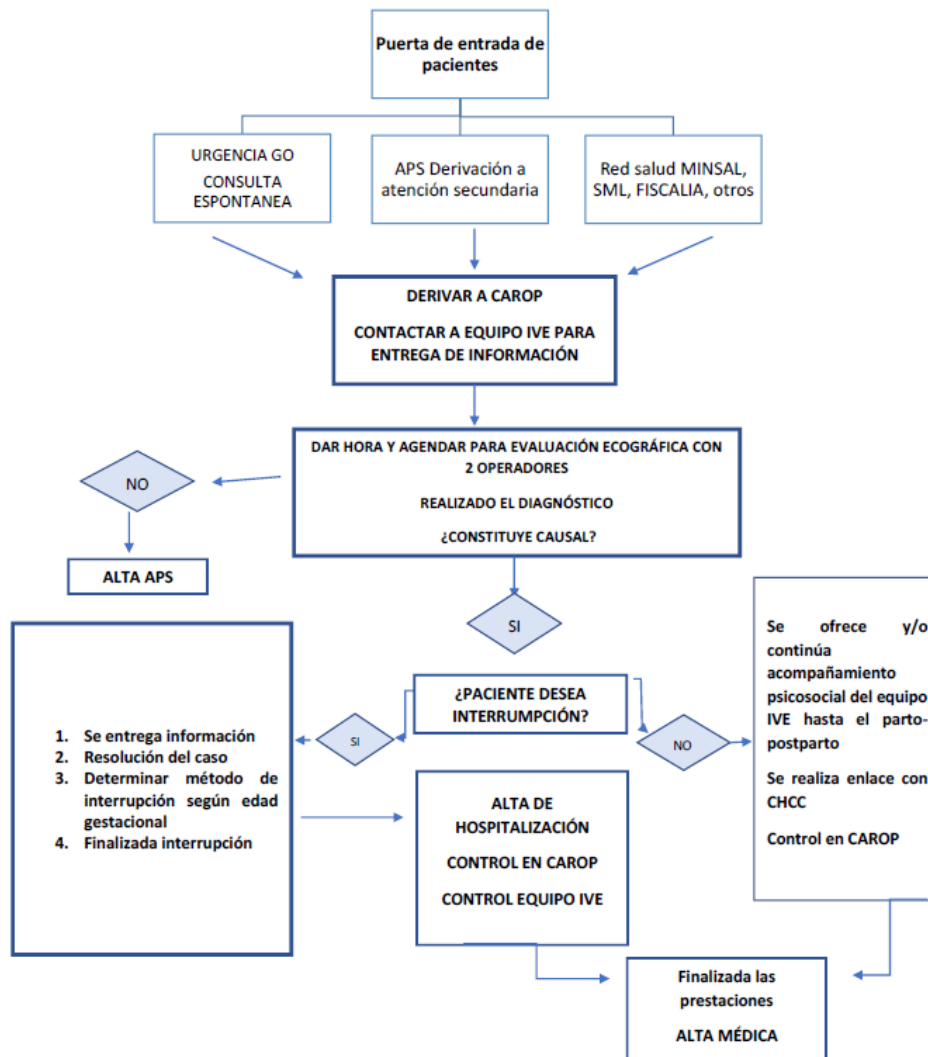 Puerta de entrada de
pacientes
URGENCIA GO
CONSULTA
ESPONTANEA
APS Derivación a
atención secundaria
Red salud MINSAL,
SML, FISCALIA, otros
DERIVAR A CAROP
CONTACTAR A EQUIPO IVE PARA
ENTREGA DE INFORMACIÓN
DAR HORA Y AGENDAR PARA EVALUACIÓN ECOGRÁFICA CON
2 OPERADORES
REALIZADO EL DIAGNÓSTICO
¿CONSTITUYE CAUSAL?
NO
ALTA APS
SI
¿PACIENTE DESEA
INTERRUMPCIÓN?
SI
NO
1. Se entrega información
2. Resolución del caso
3. Determinar método de
interrupción según edad
gestacional
4. Finalizada interrupción
Se ofrece y/o
continúa
acompañamiento
psicosocial del equipo
IVE hasta el parto-
postparto
Se realiza enlace con
CHCC
Control en CAROP
ALTA DE
HOSPITALIZACIÓN
CONTROL EN CAROP
CONTROL EQUIPO IVE
Finalizada las
prestaciones
ALTA MÉDICA